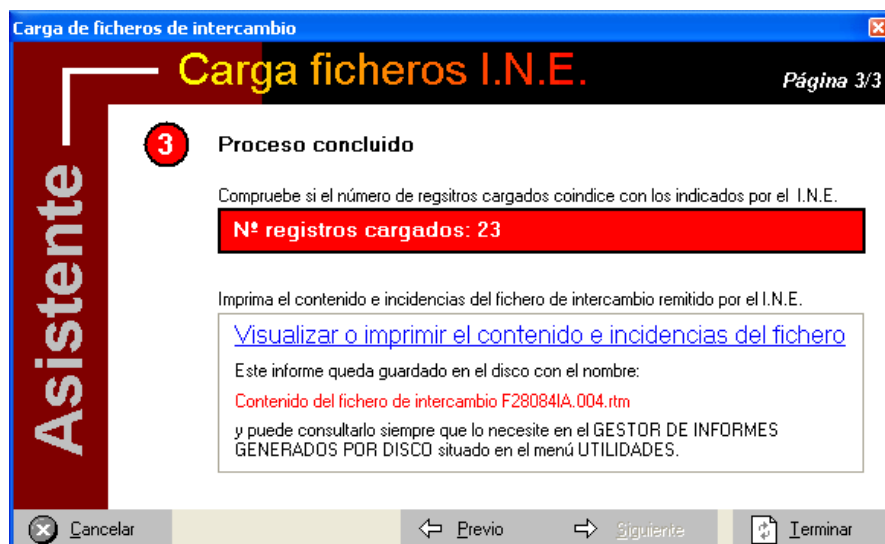 Carga de ficheros de intercambio
Carga ficheros I.N.E.
Página 3/3
Asistente
3
Proceso concluido
Compruebe si el número de regsitros cargados coindice con los indicados por el I.N.E.
Nº registros cargados: 23
Imprima el contenido e incidencias del fichero de intercambio remitido por el I.N.E.
Visualizar o imprimir el contenido e incidencias del fichero
Este informe queda guardado en el disco con el nombre:
Contenido del fichero de intercambio F28084IA.004.rtm
y puede consultarlo siempre que lo necesite en el GESTOR DE INFORMES
GENERADOS POR DISCO situado en el menú UTILIDADES.
Cancelar
Previo
Siguiente
Terminar